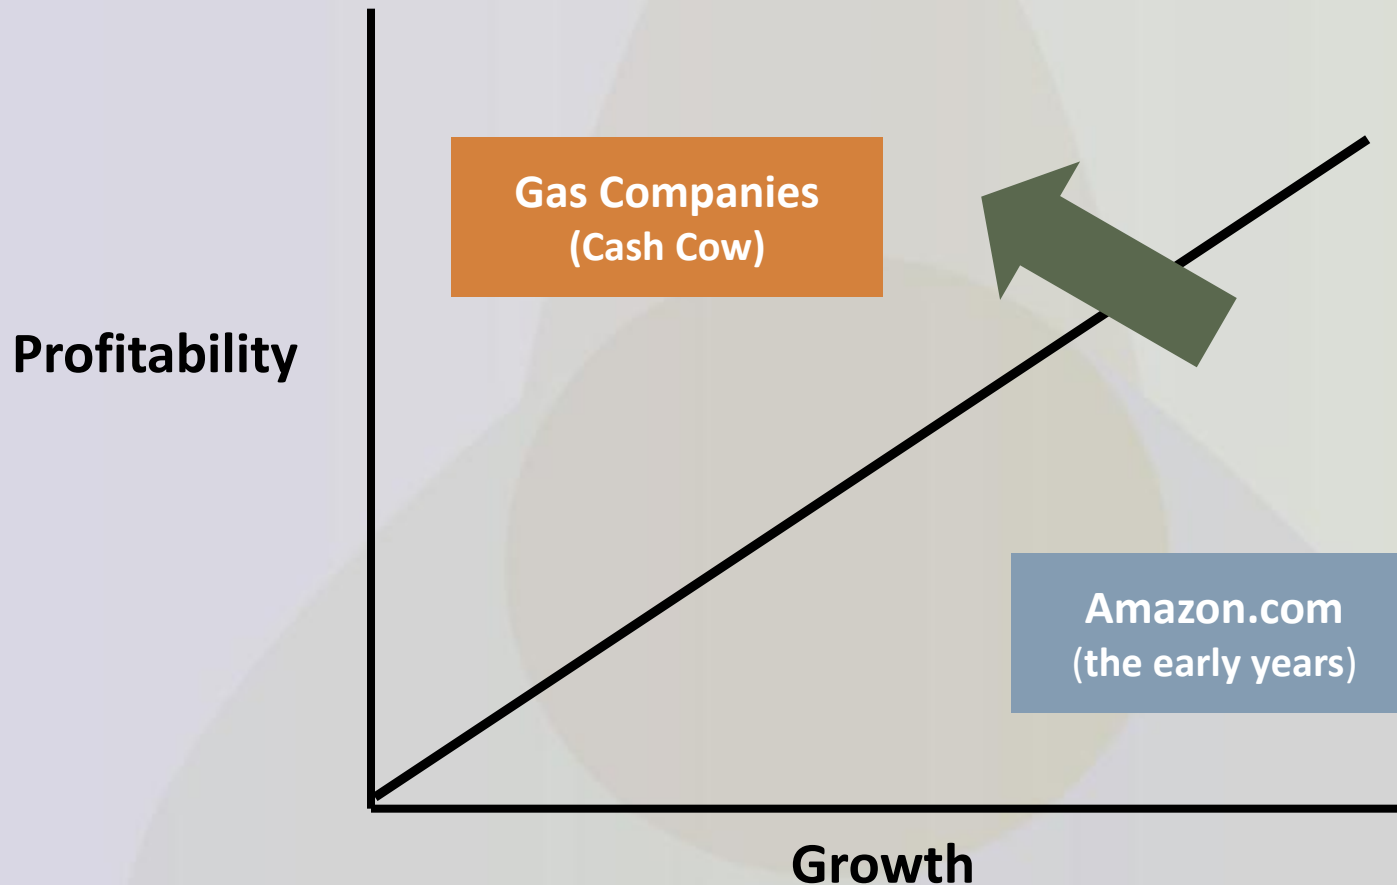 Gas Companies
(Cash Cow)
Profitability
Amazon.com
(the early years)
Growth